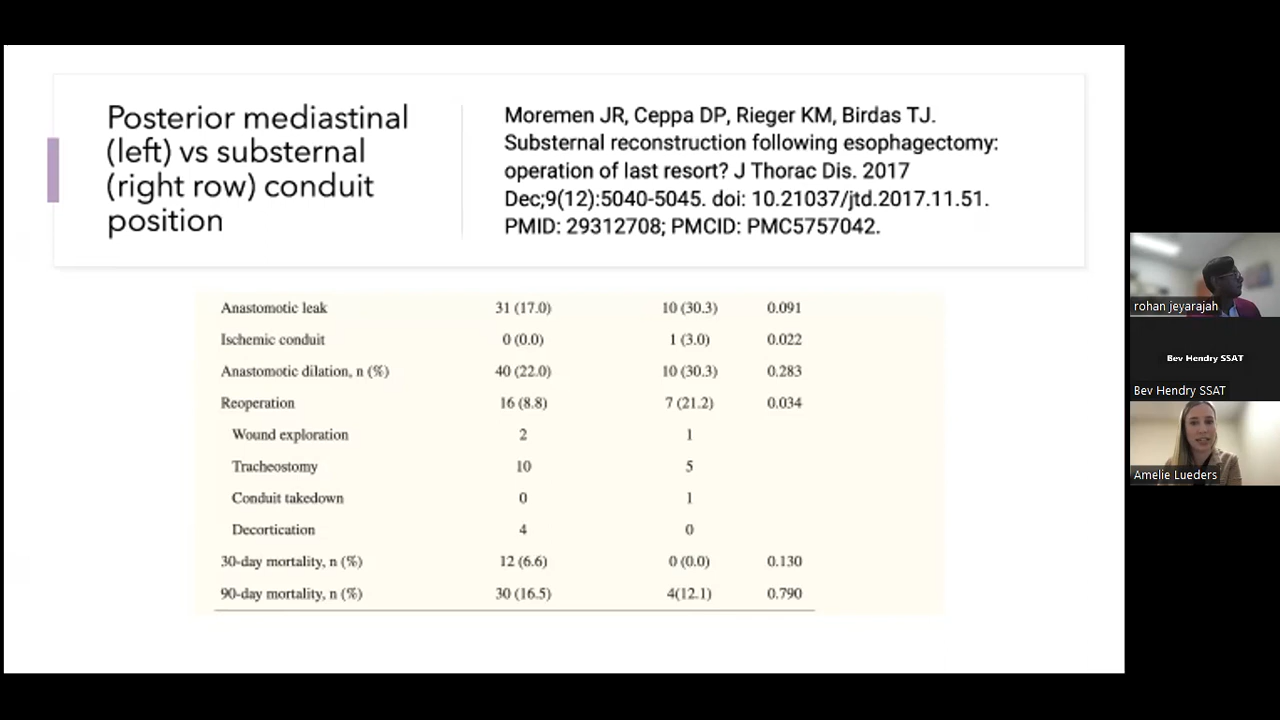 Posterior mediastinal
(left) vs substernal
(right row) conduit
position
Moremen JR, Ceppa DP, Rieger KM, Birdas TJ.
Substernal reconstruction following esophagectomy:
operation of last resort? J Thorac Dis. 2017
Dec;9(12):5040-5045. doi: 10.21037/jtd.2017.11.51.
PMID: 29312708; PMCID: PMC5757042.
Anastomotic leak 31 (17.0) 10 (30.3) 0.091
Ischemic conduit 0 (0.0) 1 (3.0) 0.022
Anastomotic dilation, n (%) 40 (22.0) 10 (30.3) 0.283
Reoperation 16 (8.8) 7 (21.2) 0.034
Wound exploration 2 1
Tracheostomy 10 5
Conduit takedown 0 1
Decortication 4 0
30-day mortality, n (%) 12 (6.6) 0 (0.0) 0.130
90-day mortality, n (%) 30 (16.5) 4(12.1) 0.790
rohan jeyarajah
Bev Hendry SSAT
Bev Hendry SSAT
Amelie Lueders